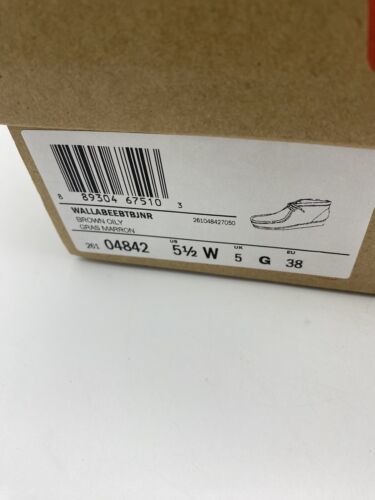 8 89304 67510 3
WALLABEEBTBJNR 261048427050
BROWN OILY
GRAS MARRON
US UK EU
261 04842 5½ W 5 G 38